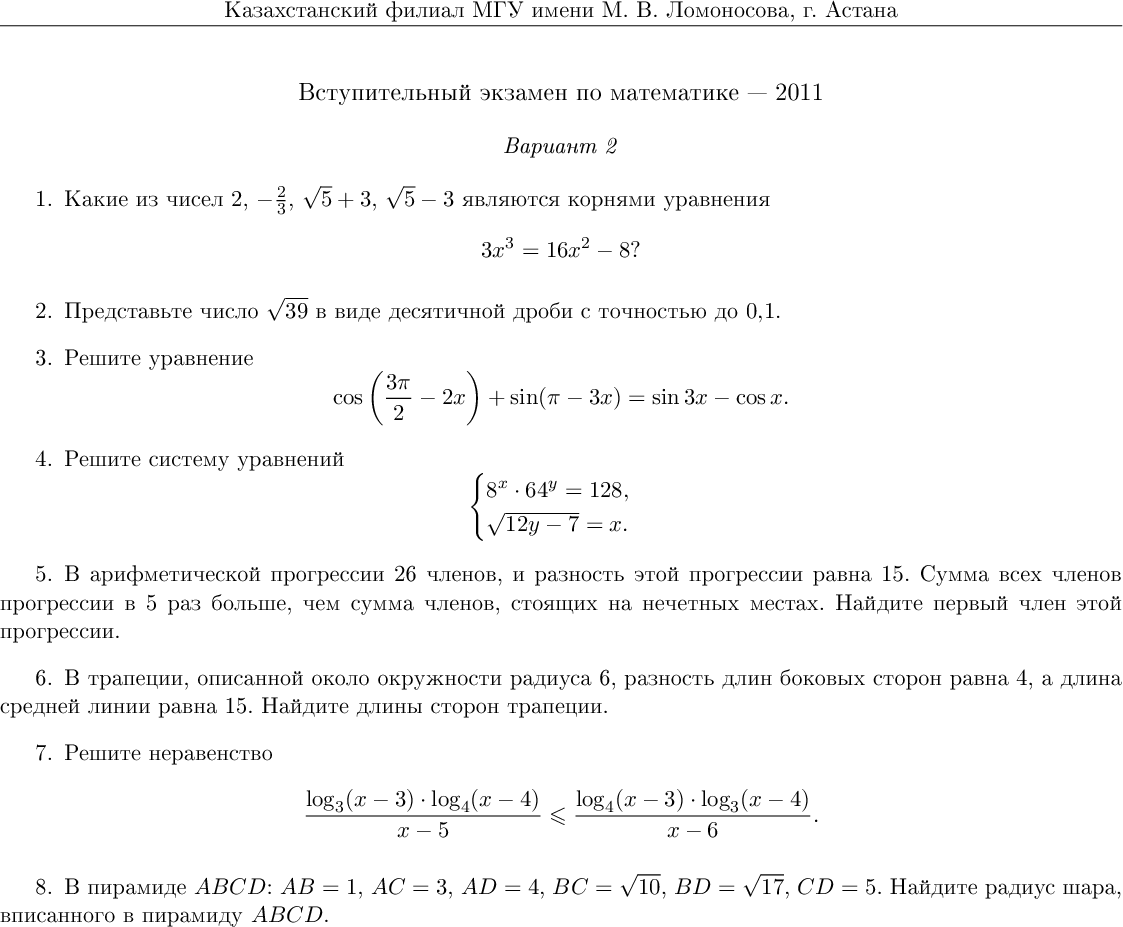 Казахстанский филиал МГУ имени М. В. Ломоносова, г. Астана
Вступительный экзамен по математике — 2011
Вариант 2
1. Какие из чисел 2, $-\frac{2}{3}$, $\sqrt{5}+3$, $\sqrt{5}-3$ являются корнями уравнения
$3x^3 = 16x^2 - 8?$
2. Представьте число $\sqrt{39}$ в виде десятичной дроби с точностью до 0,1.
3. Решите уравнение
$\cos\left(\frac{3\pi}{2} - 2x\right) + \sin(\pi - 3x) = \sin 3x - \cos x.$
4. Решите систему уравнений
$\begin{cases} 8^x \cdot 64^y = 128, \\ \sqrt{12y - 7} = x. \end{cases}$
5. В арифметической прогрессии 26 членов, и разность этой прогрессии равна 15. Сумма всех членов
прогрессии в 5 раз больше, чем сумма членов, стоящих на нечетных местах. Найдите первый член этой
прогрессии.
6. В трапеции, описанной около окружности радиуса 6, разность длин боковых сторон равна 4, а длина
средней линии равна 15. Найдите длины сторон трапеции.
7. Решите неравенство
$\frac{\log_3(x-3) \cdot \log_4(x-4)}{x-5} \leqslant \frac{\log_4(x-3) \cdot \log_3(x-4)}{x-6}.$
8. В пирамиде $ABCD$: $AB = 1$, $AC = 3$, $AD = 4$, $BC = \sqrt{10}$, $BD = \sqrt{17}$, $CD = 5$. Найдите радиус шара,
вписанного в пирамиду $ABCD$.